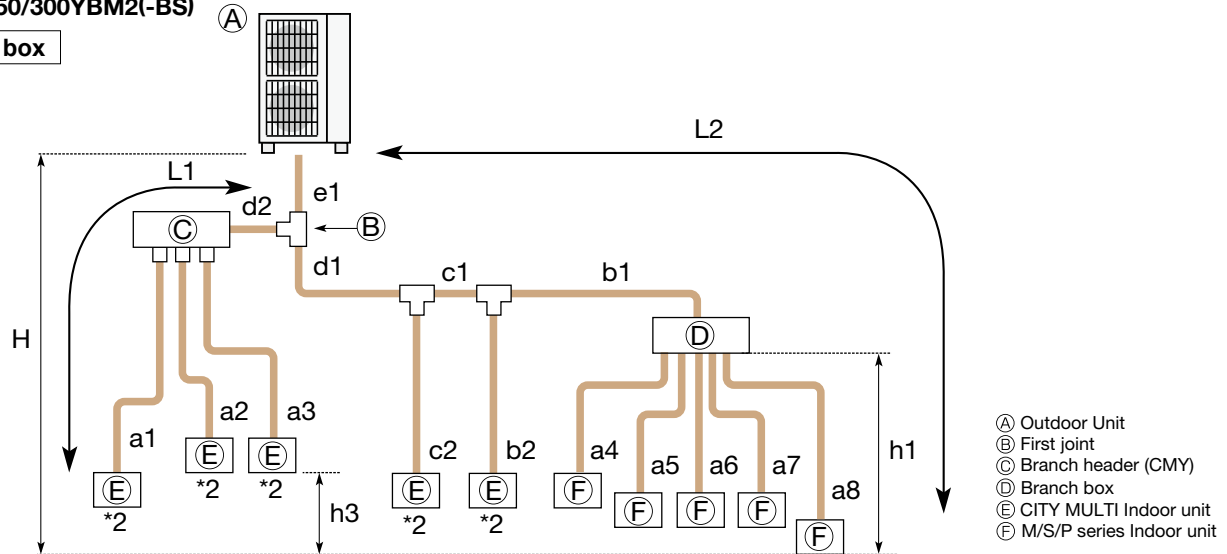 50/300YBM2(-BS)
box
Ⓐ
L2
L1
e1
d2
Ⓒ
Ⓑ
d1
c1
b1
H
Ⓓ
a1
a2
a3
c2
b2
a4
a5
a6
a7
a8
h1
Ⓔ
Ⓔ
Ⓔ
Ⓔ
Ⓔ
Ⓕ
Ⓕ
Ⓕ
Ⓕ
Ⓕ
*2
*2
*2
*2
*2
h3
Ⓐ Outdoor Unit
Ⓑ First joint
Ⓒ Branch header (CMY)
Ⓓ Branch box
Ⓔ CITY MULTI Indoor unit
Ⓕ M/S/P series Indoor unit